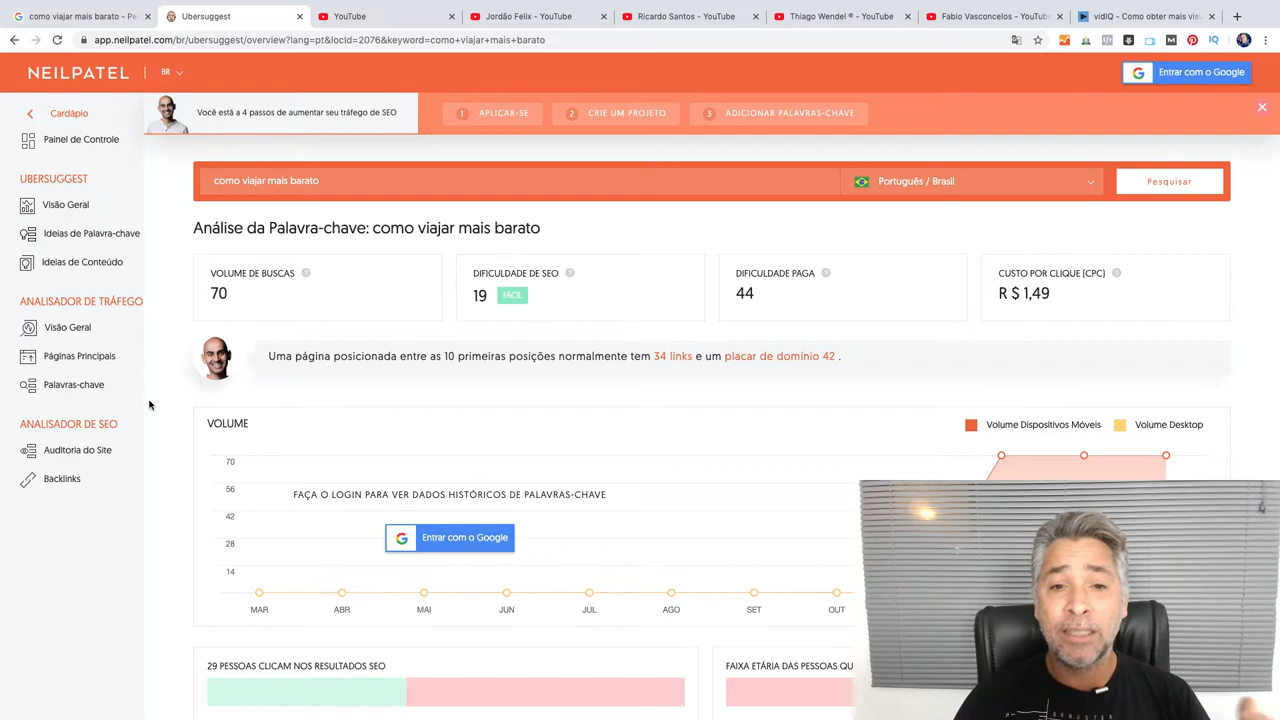 como viajar mais barato - Pe
Ubersuggest
YouTube
Jordão Felix - YouTube
Ricardo Santos - YouTube
Thiago Wendel ® - YouTube
Fabio Vasconcelos - YouTube
vidIQ - Como obter mais visu
app.neilpatel.com/br/ubersuggest/overview?lang=pt&locId=2076&keyword=como+viajar+mais+barato
NEILPATEL
BR
Entrar com o Google
Cardápio
Você está a 4 passos de aumentar seu tráfego de SEO
1 APLICAR-SE
2 CRIE UM PROJETO
3 ADICIONAR PALAVRAS-CHAVE
Painel de Controle
UBERSUGGEST
Visão Geral
Ideias de Palavra-chave
Ideias de Conteúdo
ANALISADOR DE TRÁFEGO
Visão Geral
Páginas Principais
Palavras-chave
ANALISADOR DE SEO
Auditoria do Site
Backlinks
como viajar mais barato
Português / Brasil
Pesquisar
Análise da Palavra-chave: como viajar mais barato
VOLUME DE BUSCAS
70
DIFICULDADE DE SEO
19 FÁCIL
DIFICULDADE PAGA
44
CUSTO POR CLIQUE (CPC)
R $ 1,49
Uma página posicionada entre as 10 primeiras posições normalmente tem 34 links e um placar de domínio 42 .
VOLUME
Volume Dispositivos Móveis
Volume Desktop
70
56
42
28
14
FAÇA O LOGIN PARA VER DADOS HISTÓRICOS DE PALAVRAS-CHAVE
Entrar com o Google
MAR ABR MAI JUN JUL AGO SET OUT
29 PESSOAS CLICAM NOS RESULTADOS SEO
FAIXA ETÁRIA DAS PESSOAS QU